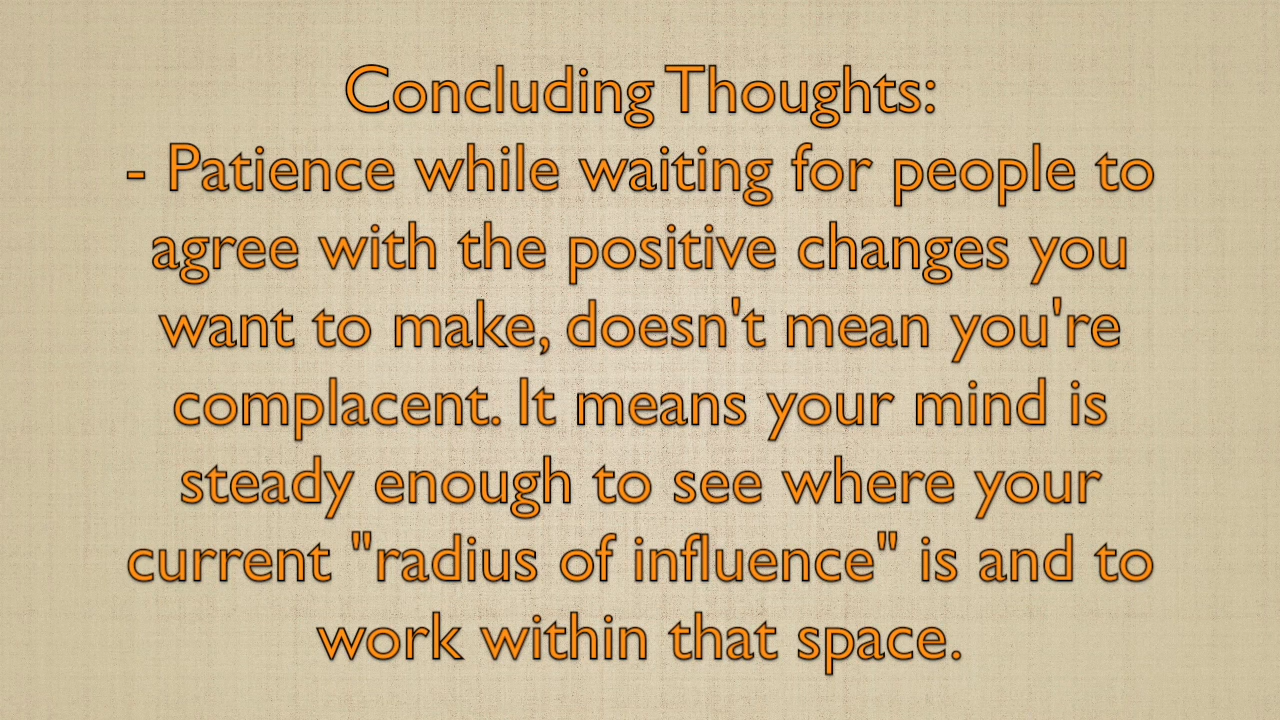 Concluding Thoughts:
- Patience while waiting for people to
agree with the positive changes you
want to make, doesn't mean you're
complacent. It means your mind is
steady enough to see where your
current "radius of influence" is and to
work within that space.